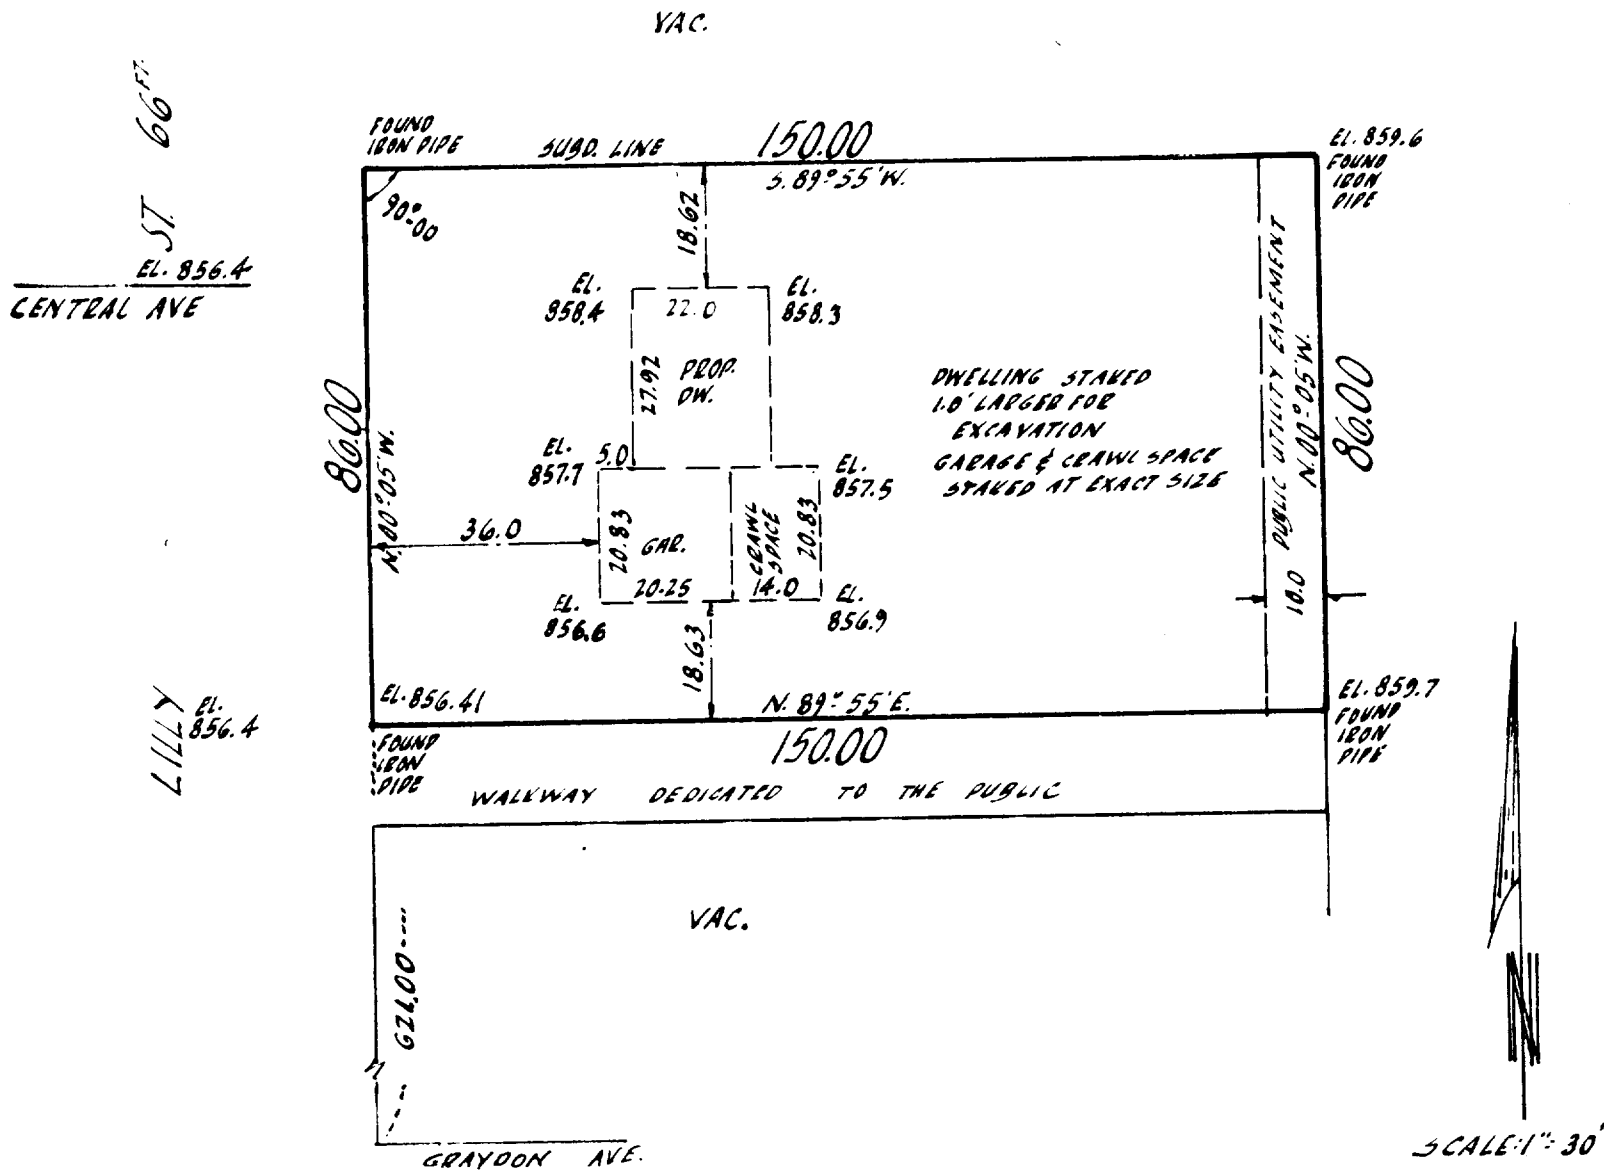 VAC.
LILLY ST. 66 FT.
FOUND
IRON PIPE
SUBD. LINE
150.00
S. 89° 55' W.
EL. 859.6
FOUND
IRON
PIPE
90°-00
18.62
EL. 856.4
CENTRAL AVE
EL.
858.4
22.0
EL.
858.3
27.92
PROP.
DW.
DWELLING STAKED
1.0' LARGER FOR
EXCAVATION
GARAGE & CRAWL SPACE
STAKED AT EXACT SIZE
PUBLIC UTILITY EASEMENT
N. 00° 05' W.
86.00
86.00
N. 00° 05' W.
EL.
857.7
5.0
EL.
857.5
36.0
20.83
GAR.
CRAWL
SPACE
20.83
20.25
14.0
10.0
EL.
856.6
EL.
856.9
18.63
EL. 856.41
N. 89° 55' E.
150.00
EL. 859.7
FOUND
IRON
PIPE
EL.
856.4
FOUND
IRON
PIPE
WALKWAY DEDICATED TO THE PUBLIC
VAC.
N
GRAYDON AVE.
SCALE: 1" = 30'